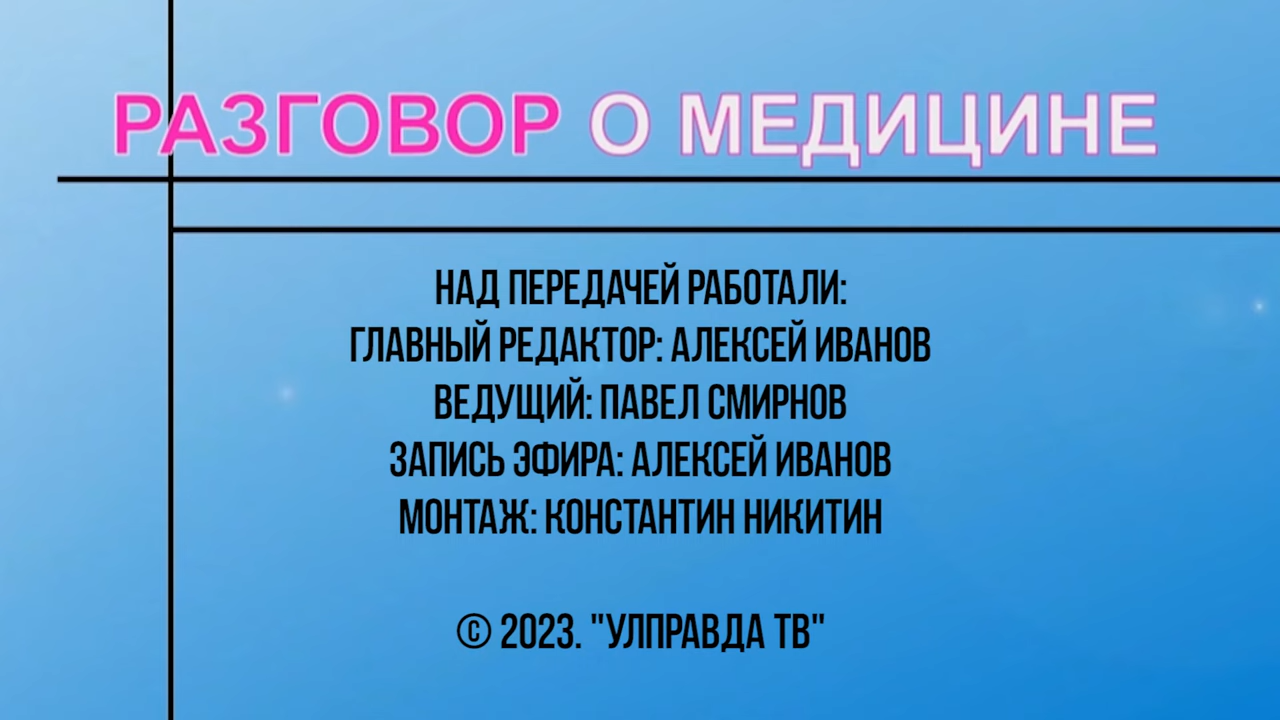 РАЗГОВОР О МЕДИЦИНЕ
НАД ПЕРЕДАЧЕЙ РАБОТАЛИ:
ГЛАВНЫЙ РЕДАКТОР: АЛЕКСЕЙ ИВАНОВ
ВЕДУЩИЙ: ПАВЕЛ СМИРНОВ
ЗАПИСЬ ЭФИРА: АЛЕКСЕЙ ИВАНОВ
МОНТАЖ: КОНСТАНТИН НИКИТИН
© 2023. "УЛПРАВДА ТВ"